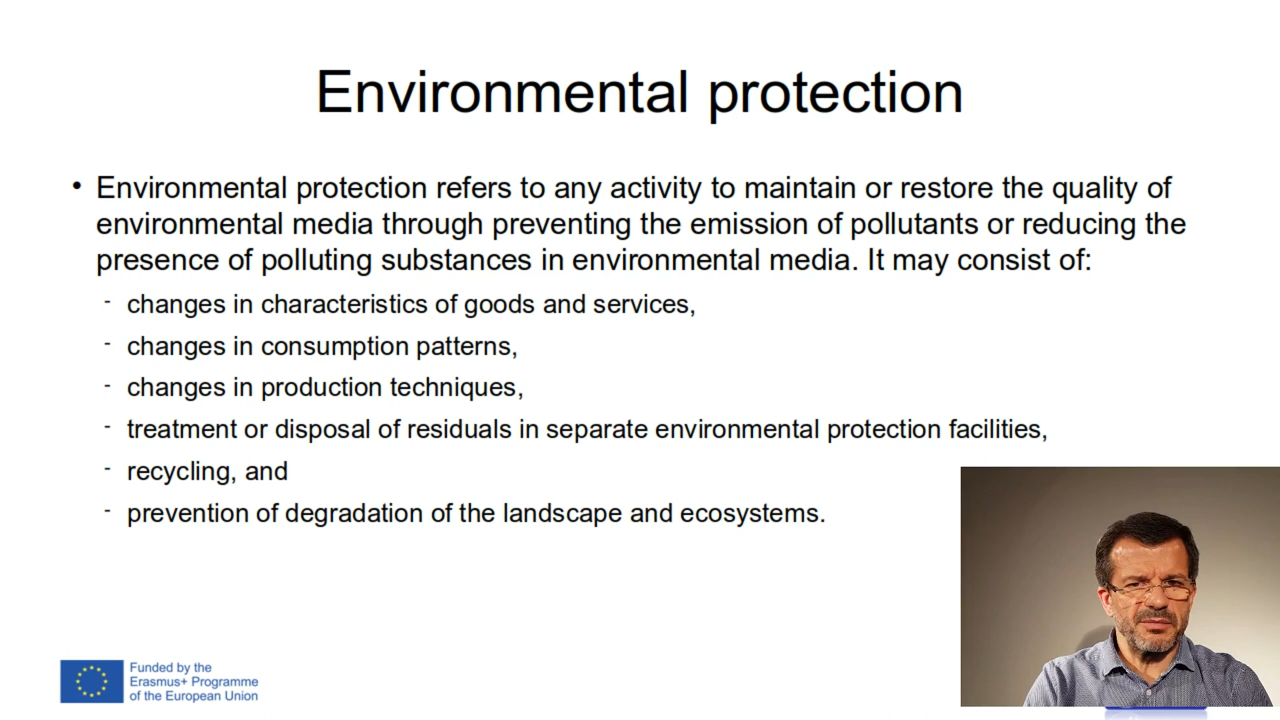 Environmental protection
• Environmental protection refers to any activity to maintain or restore the quality of
environmental media through preventing the emission of pollutants or reducing the
presence of polluting substances in environmental media. It may consist of:
- changes in characteristics of goods and services,
- changes in consumption patterns,
- changes in production techniques,
- treatment or disposal of residuals in separate environmental protection facilities,
- recycling, and
- prevention of degradation of the landscape and ecosystems.
Funded by the
Erasmus+ Programme
of the European Union